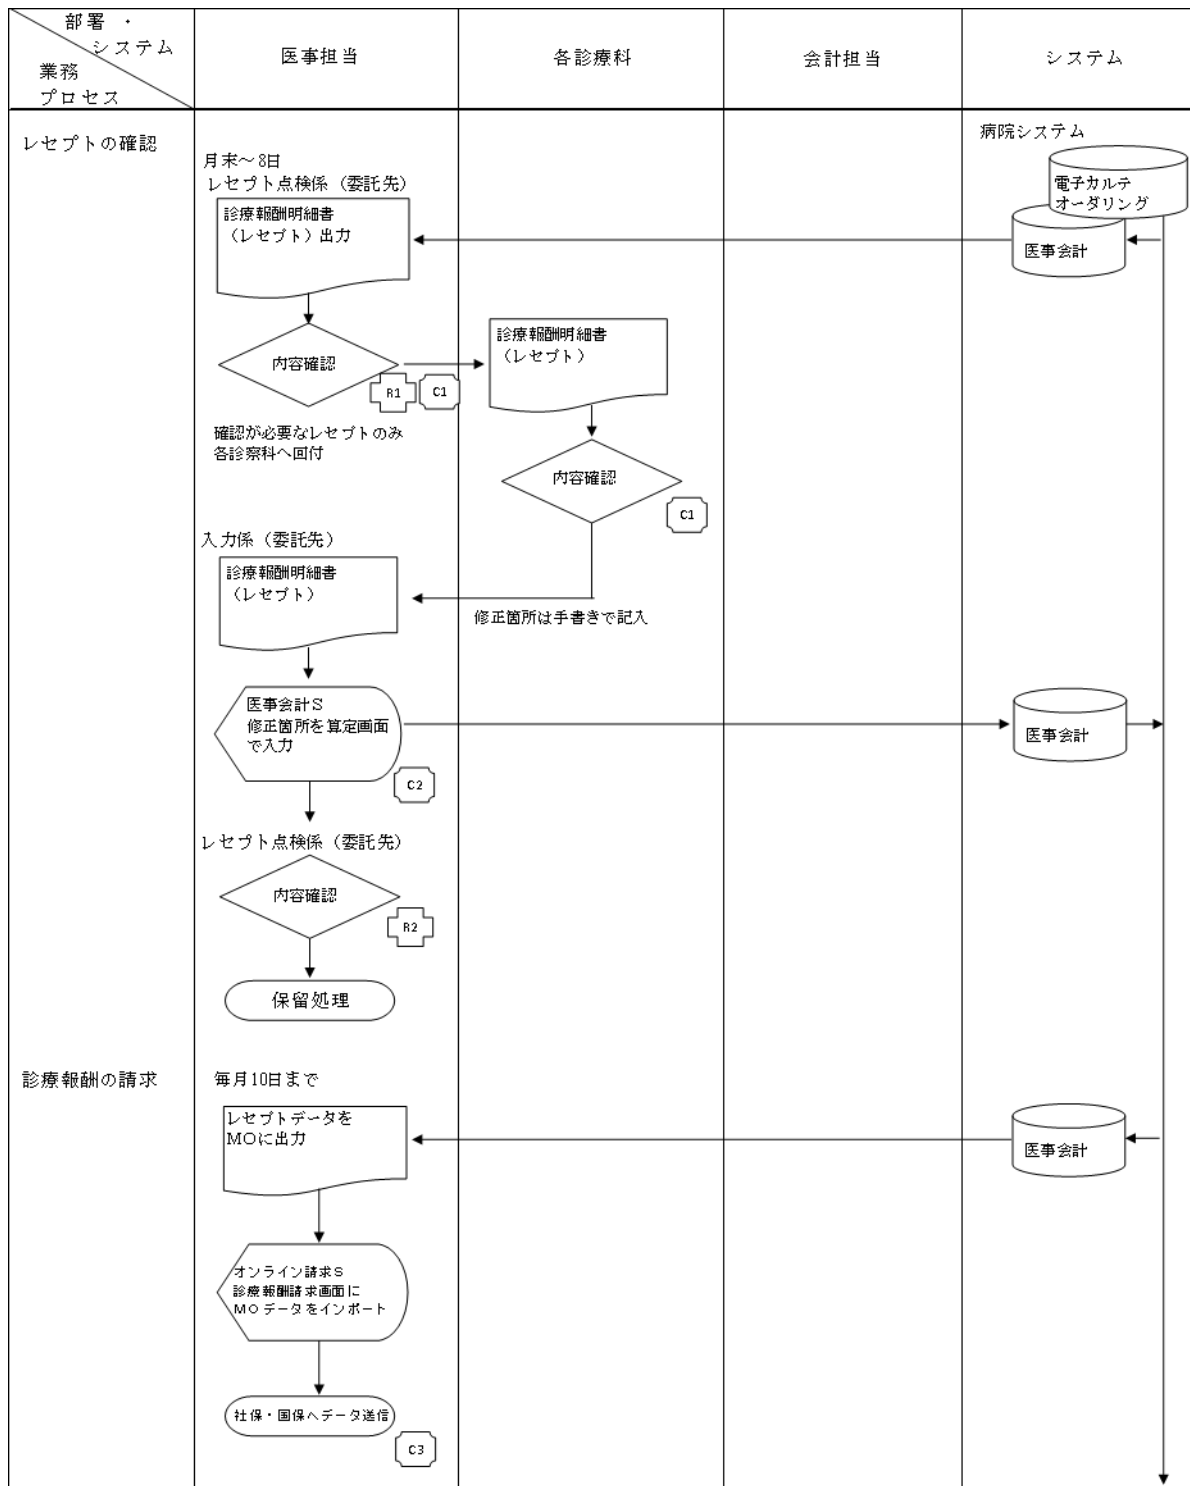 部署 ・
システム
業務
プロセス
医事担当
各診療科
会計担当
システム
レセプトの確認
病院システム
電子カルテ
オーダリング
医事会計
月末～8日
レセプト点検係（委託先）
診療報酬明細書
（レセプト）出力
内容確認
R1
C1
確認が必要なレセプトのみ
各診察科へ回付
診療報酬明細書
（レセプト）
内容確認
C1
修正箇所は手書きで記入
入力係（委託先）
診療報酬明細書
（レセプト）
医事会計Ｓ
修正箇所を算定画面
で入力
C2
医事会計
レセプト点検係（委託先）
内容確認
R2
保留処理
診療報酬の請求
毎月10日まで
レセプトデータを
ＭＯに出力
医事会計
オンライン請求Ｓ
診療報酬請求画面に
ＭＯデータをインポート
社保・国保へデータ送信
C3